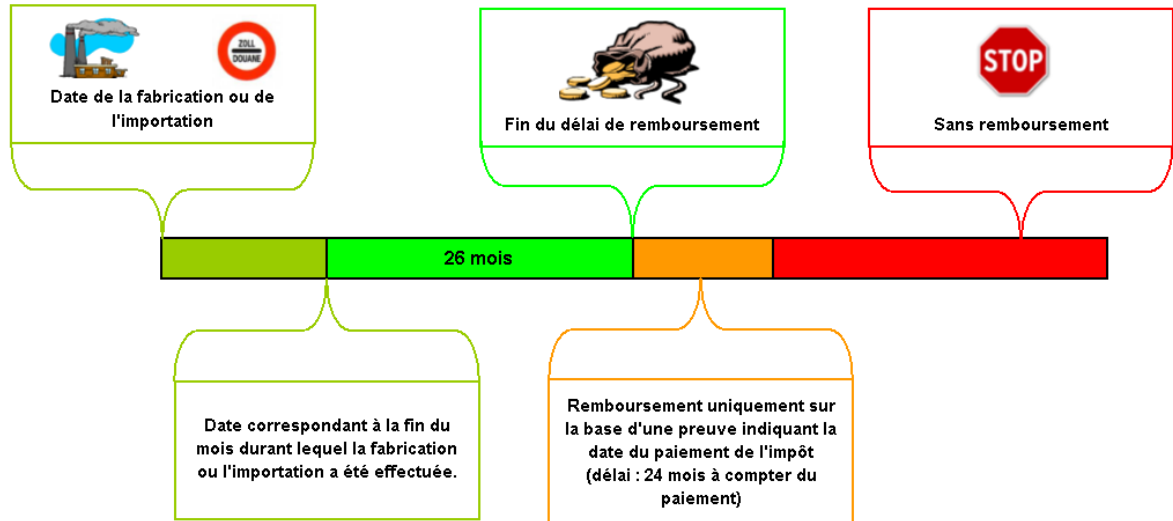 ZOLL
DOUANE
Date de la fabrication ou de
l'importation
Fin du délai de remboursement
STOP
Sans remboursement
26 mois
Date correspondant à la fin du
mois durant lequel la fabrication
ou l'importation a été effectuée.
Remboursement uniquement sur
la base d'une preuve indiquant la
date du paiement de l'impôt
(délai : 24 mois à compter du
paiement)